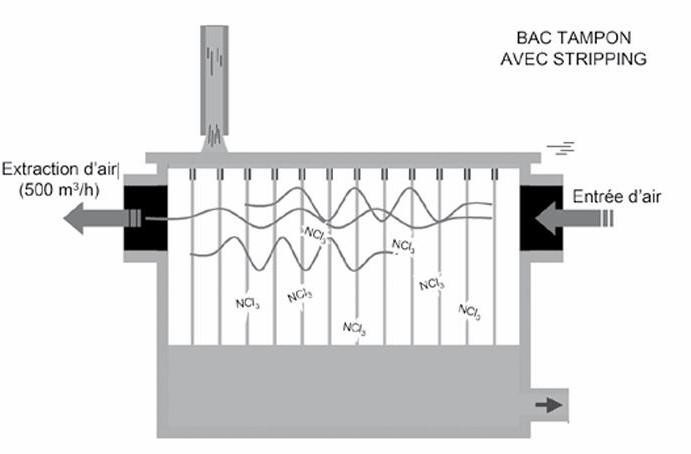 BAC TAMPON
AVEC STRIPPING
Extraction d'air
(500 m³/h)
Entrée d'air
NCl₃
NCl₃
NCl₃
NCl₃
NCl₃
NCl₃
NCl₃